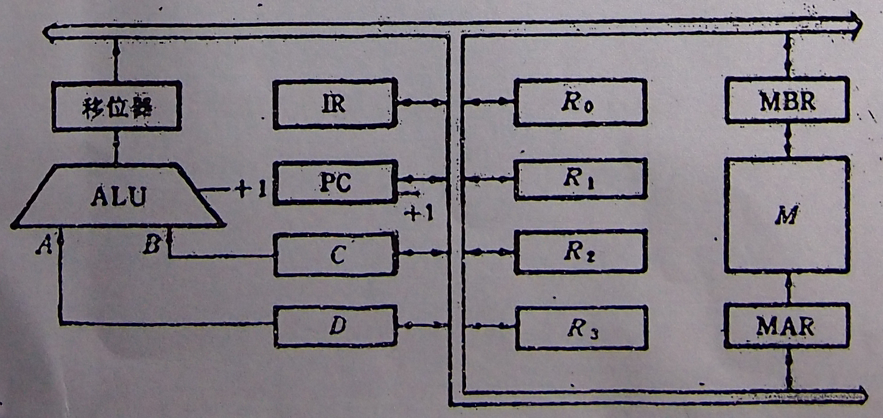 移位器
IR
R0
MBR
ALU
+1
PC
+1
R1
M
A
B
C
R2
D
R3
MAR